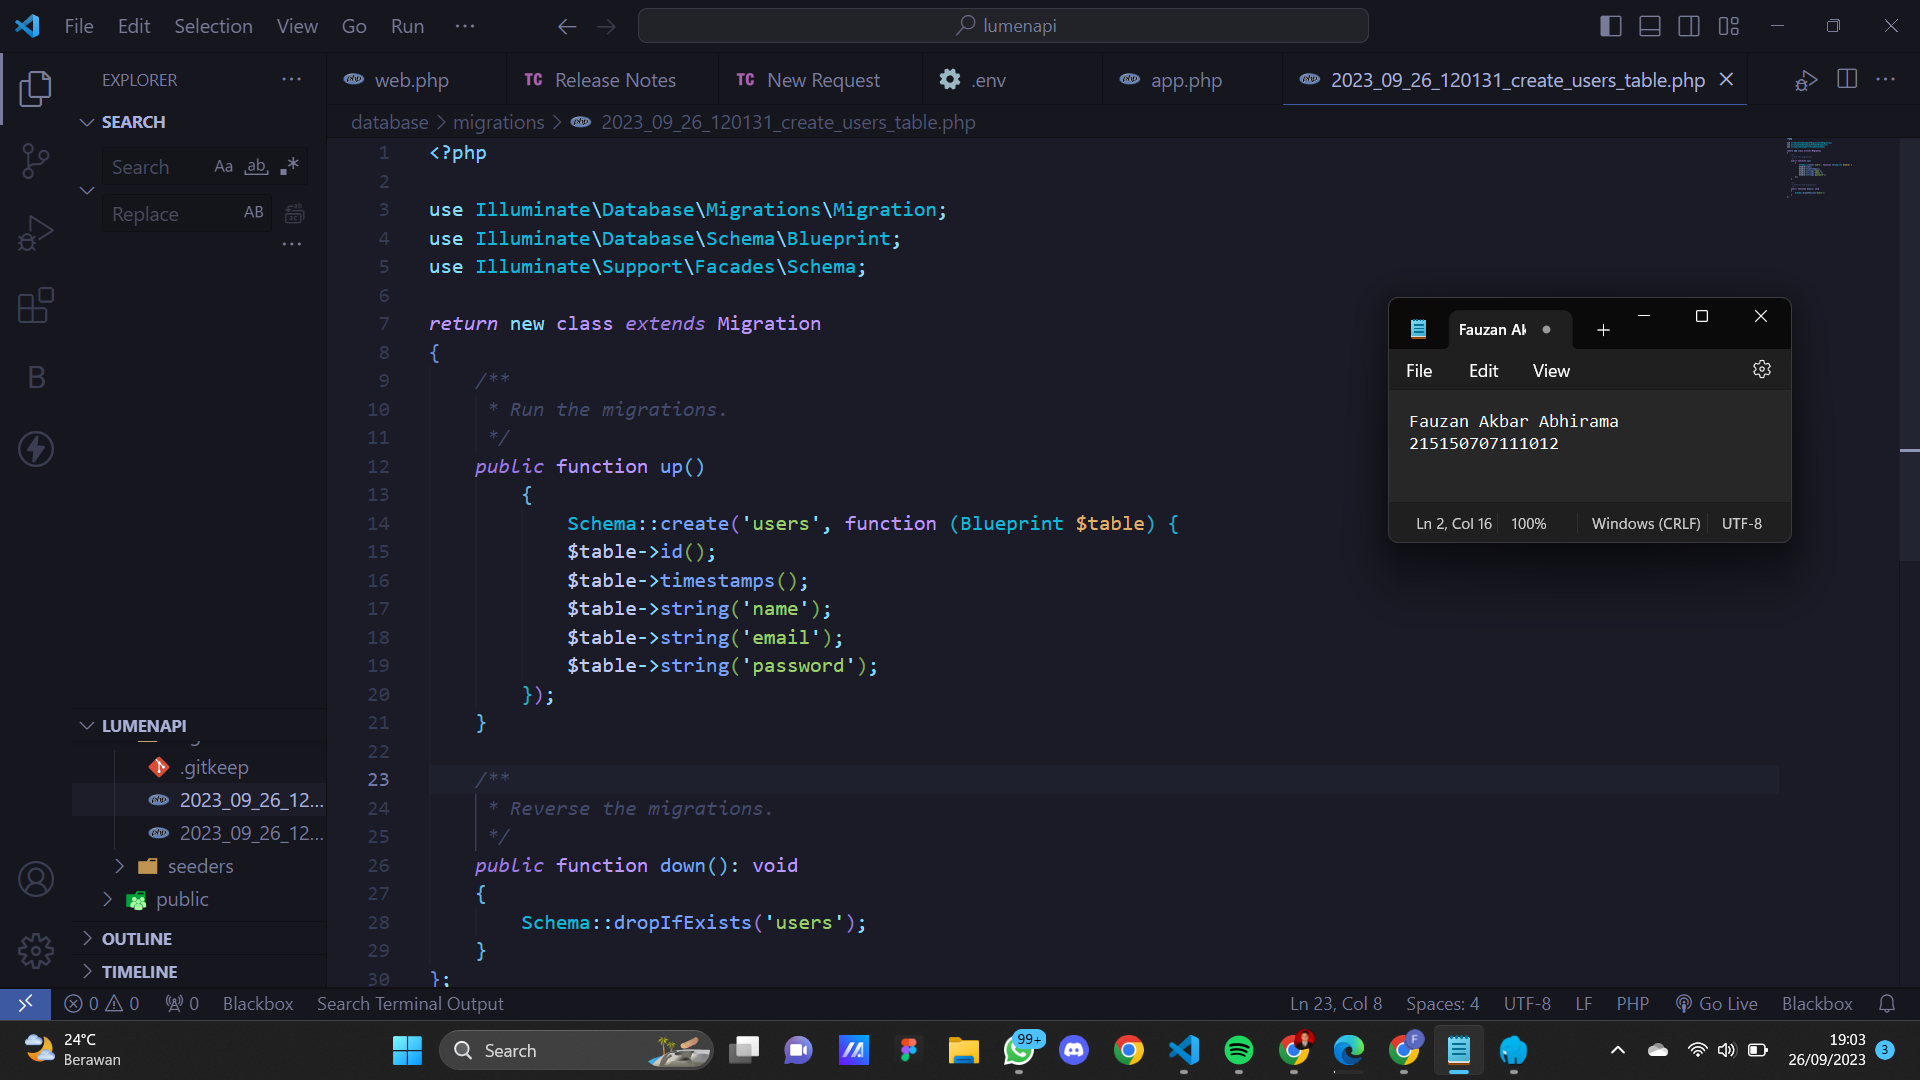 File Edit Selection View Go Run ···
lumenapi
EXPLORER
web.php
TC Release Notes
TC New Request
.env
app.php
2023_09_26_120131_create_users_table.php
SEARCH
Search Aa ab
Replace AB
database > migrations > 2023_09_26_120131_create_users_table.php
1 <?php
2
3 use Illuminate\Database\Migrations\Migration;
4 use Illuminate\Database\Schema\Blueprint;
5 use Illuminate\Support\Facades\Schema;
6
7 return new class extends Migration
8 {
9 /**
10 * Run the migrations.
11 */
12 public function up()
13 {
14 Schema::create('users', function (Blueprint $table) {
15 $table->id();
16 $table->timestamps();
17 $table->string('name');
18 $table->string('email');
19 $table->string('password');
20 });
21 }
22
23 /**
24 * Reverse the migrations.
25 */
26 public function down(): void
27 {
28 Schema::dropIfExists('users');
29 }
30 };
B
LUMENAPI
.gitkeep
2023_09_26_12...
2023_09_26_12...
seeders
public
OUTLINE
TIMELINE
Fauzan Ak
File Edit View
Fauzan Akbar Abhirama
215150707111012
Ln 2, Col 16 100% Windows (CRLF) UTF-8
0 0 0 Blackbox Search Terminal Output
Ln 23, Col 8 Spaces: 4 UTF-8 LF PHP Go Live Blackbox
24°C
Berawan
Search
99+
F
19:03
26/09/2023
3